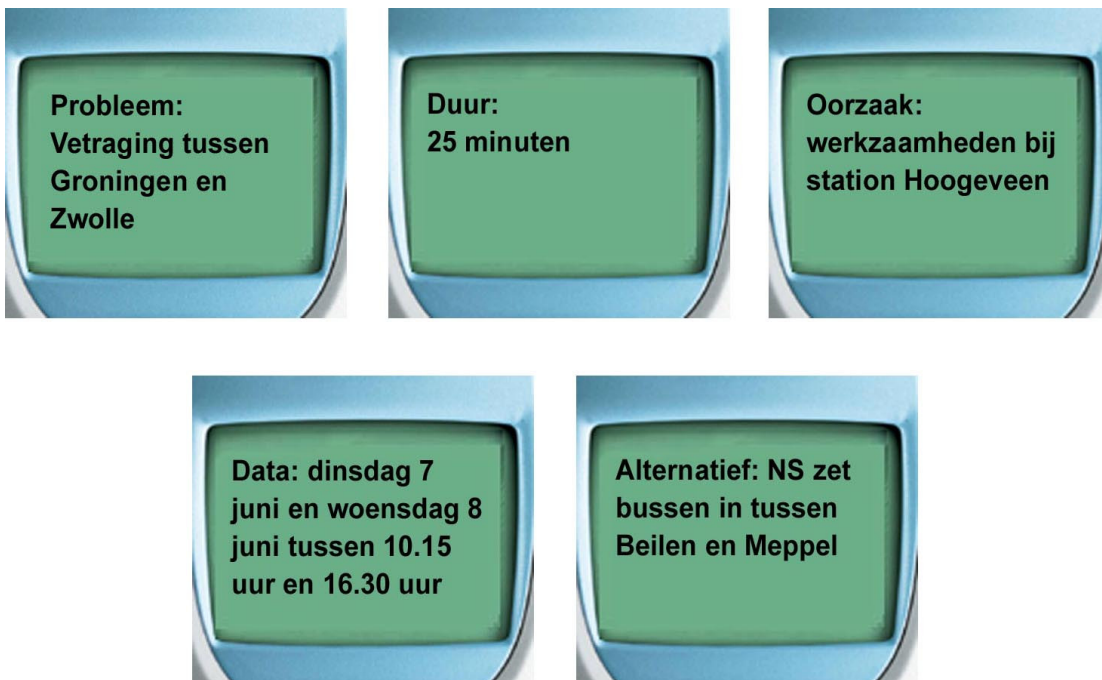 Probleem:
Vetraging tussen
Groningen en
Zwolle
Duur:
25 minuten
Oorzaak:
werkzaamheden bij
station Hoogeveen
Data: dinsdag 7
juni en woensdag 8
juni tussen 10.15
uur en 16.30 uur
Alternatief: NS zet
bussen in tussen
Beilen en Meppel